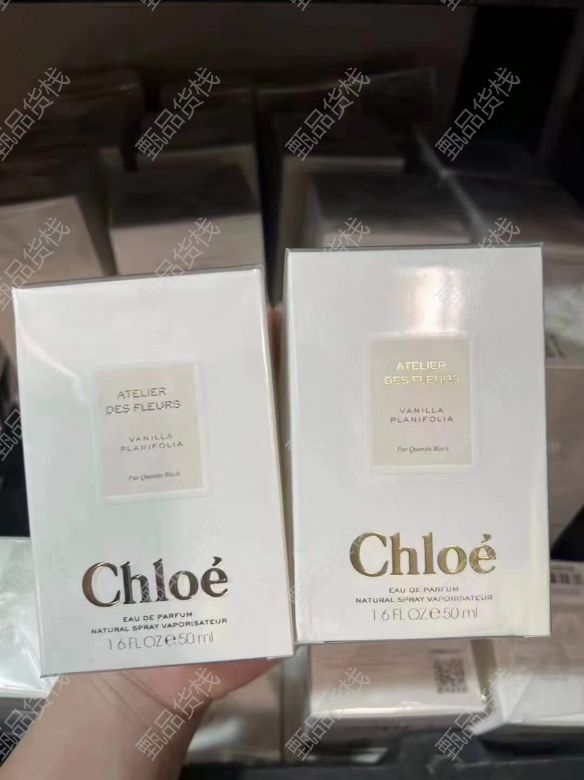 甄品货栈
ATELIER
DES FLEURS
VANILLA
PLANIFOLIA
Par Quentin Bisch
Chloé
EAU DE PARFUM
NATURAL SPRAY VAPORISATEUR
1.6 FL.OZ e 50 ml
ATELIER
DES FLEURS
VANILLA
PLANIFOLIA
Par Quentin Bisch
Chloé
EAU DE PARFUM
NATURAL SPRAY VAPORISATEUR
1.6 FL.OZ e 50 ml